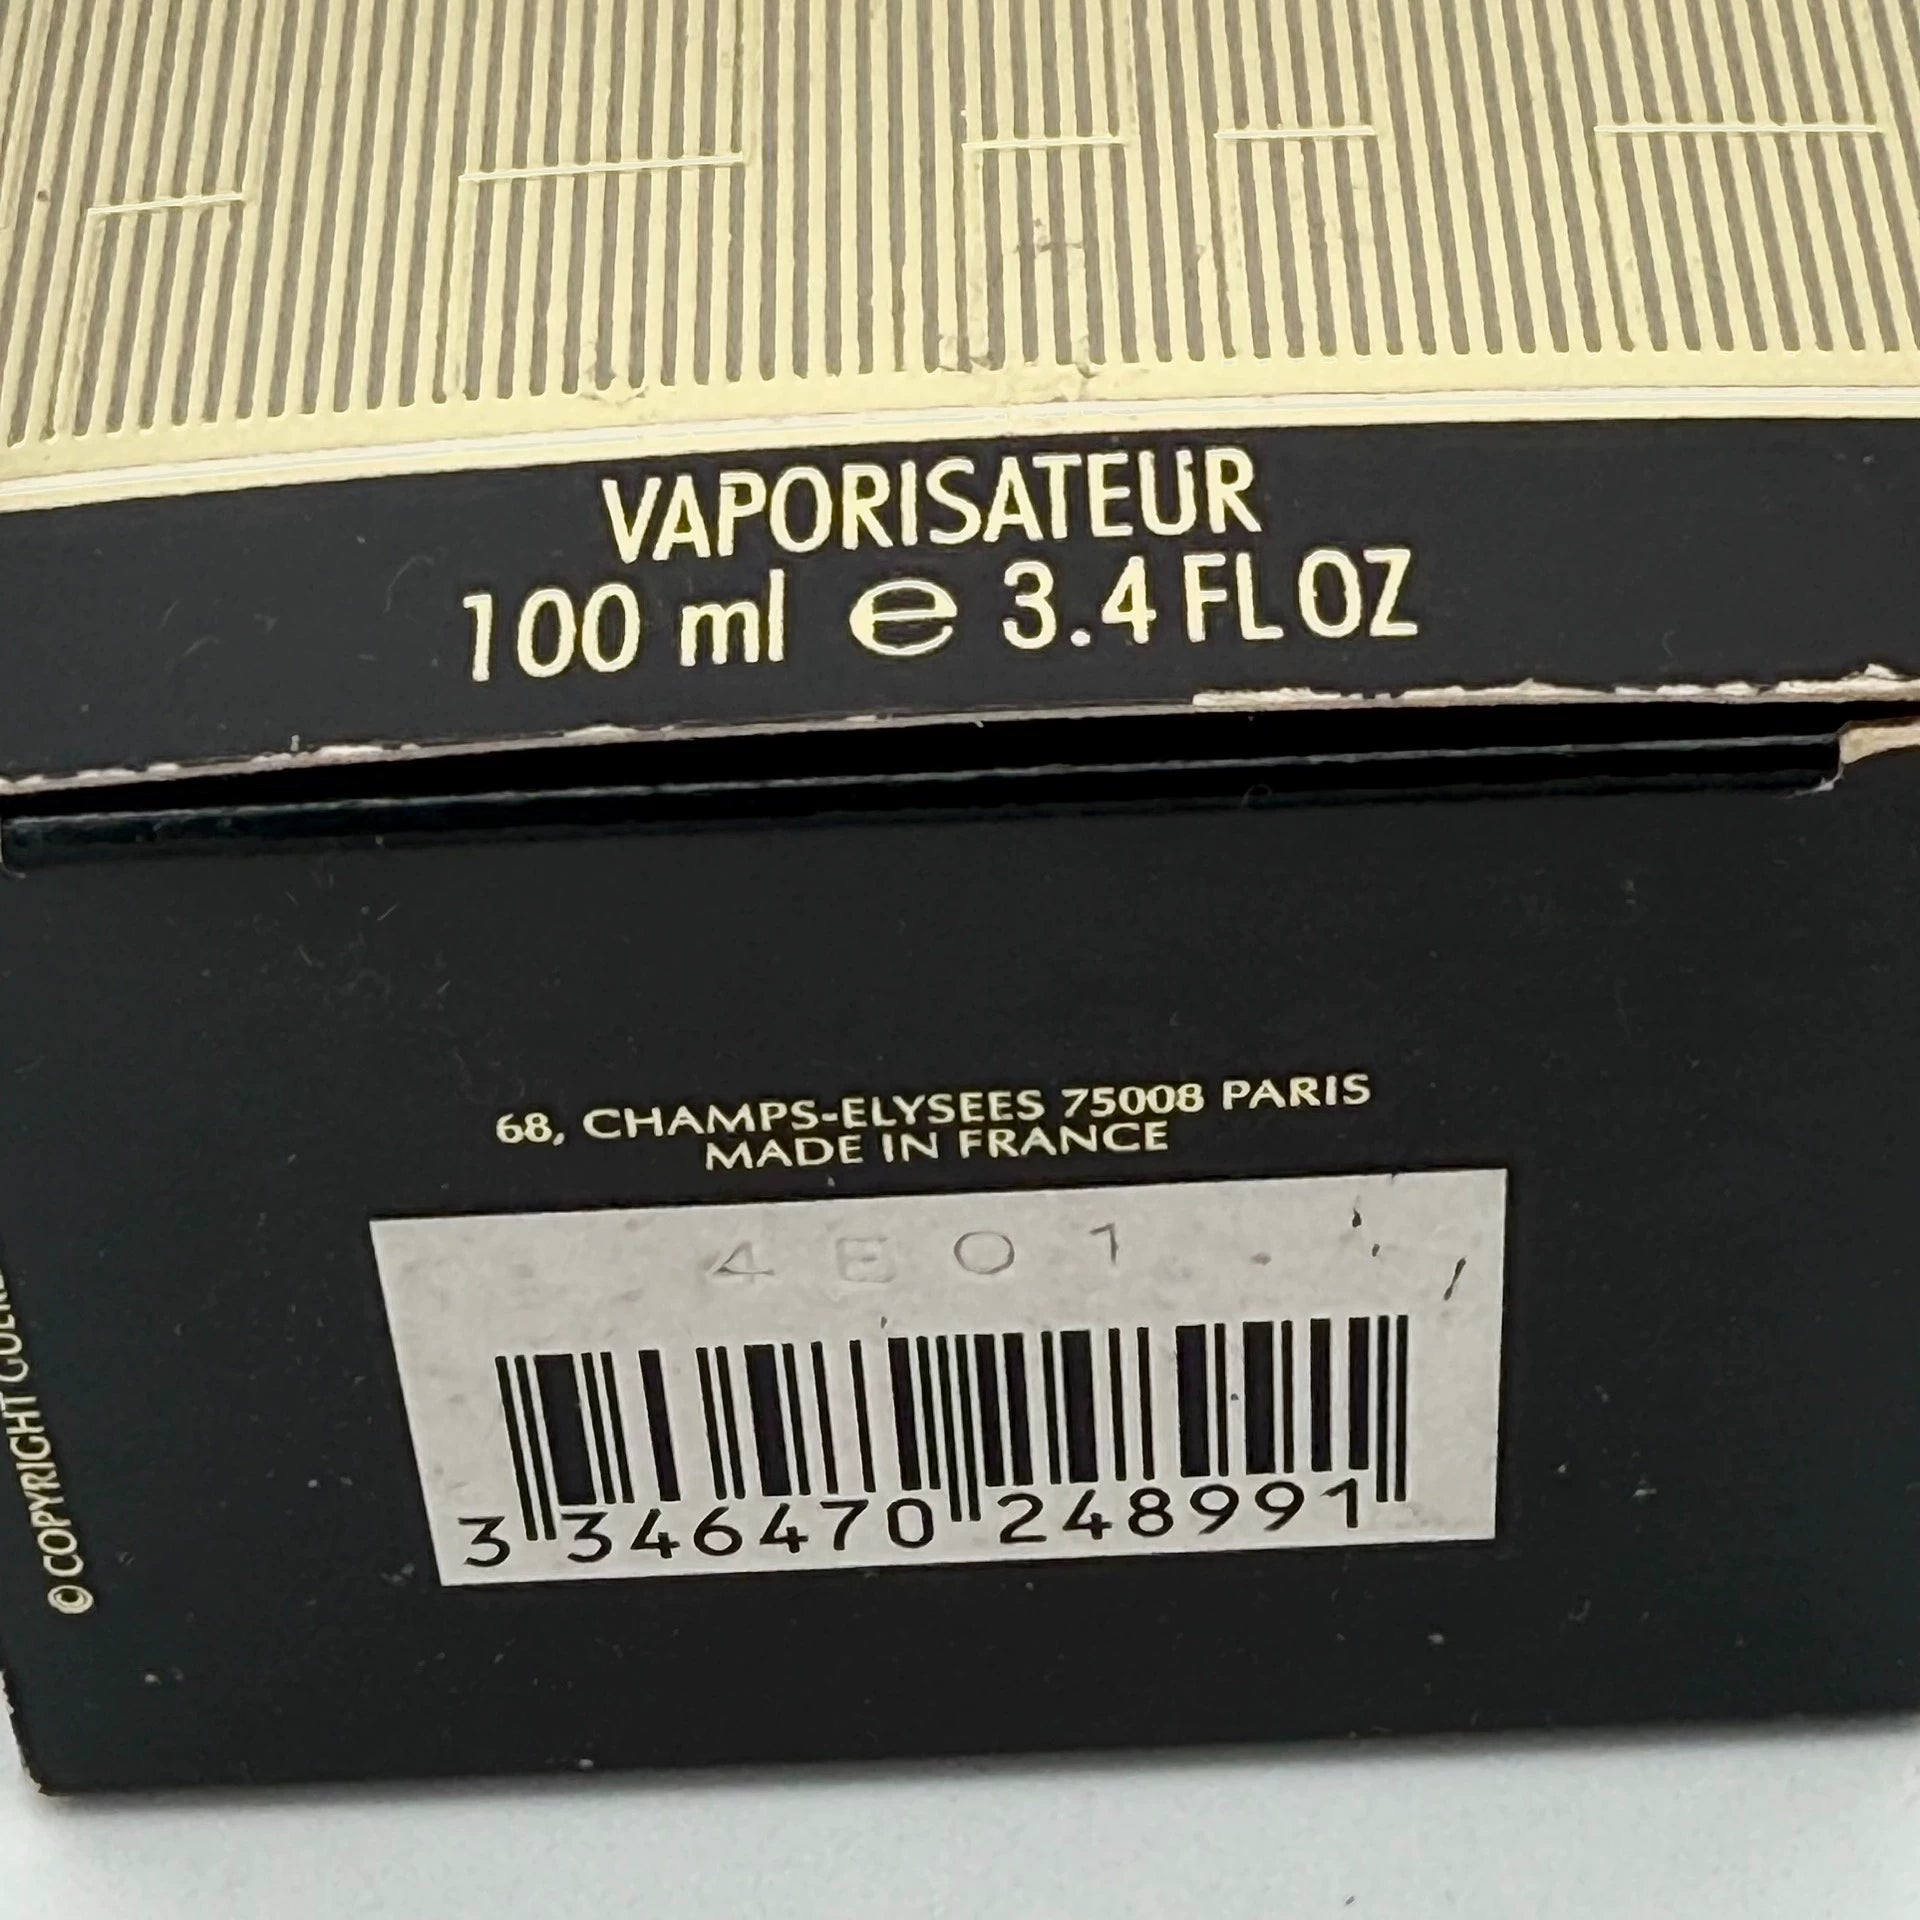 VAPORISATEUR
100 ml e 3.4 FL OZ
68, CHAMPS-ELYSEES 75008 PARIS
MADE IN FRANCE
4E01
3 346470 248991
© COPYRIGHT